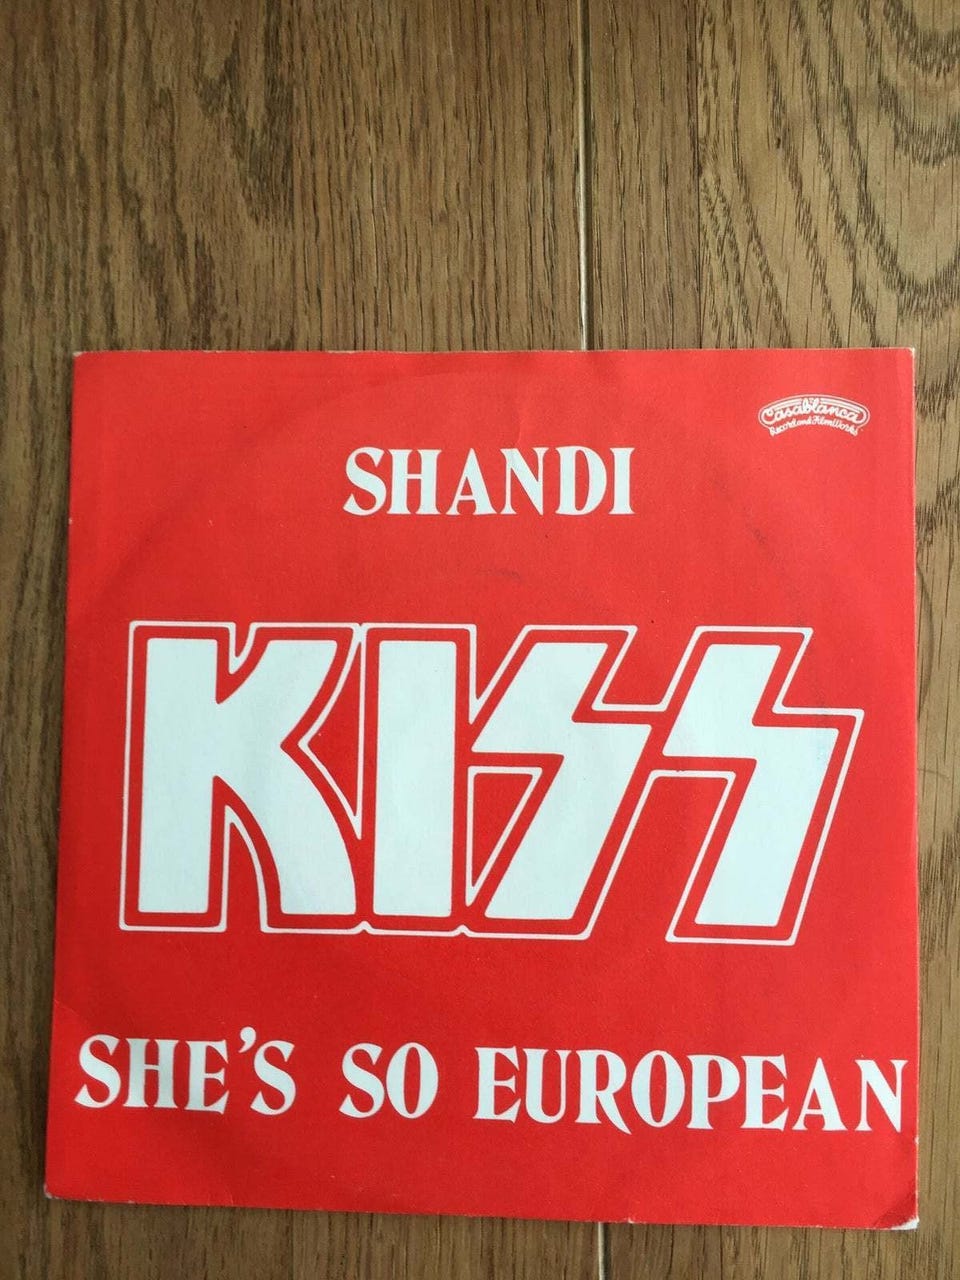 Casablanca
Record and FilmWorks
SHANDI
KISS
SHE'S SO EUROPEAN